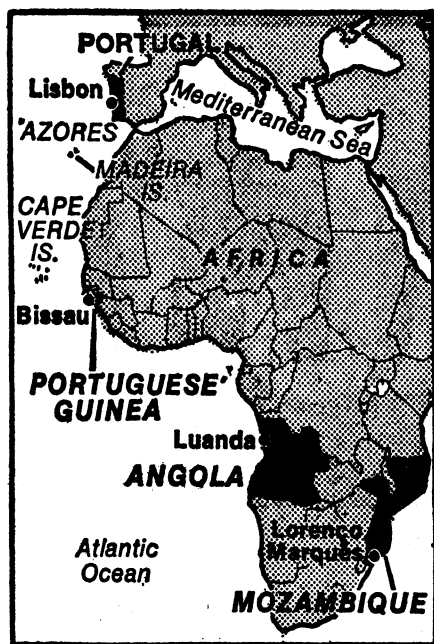 PORTUGAL
Lisbon
AZORES
Mediterranean Sea
MADEIRA
IS.
CAPE
VERDE
IS.
AFRICA
Bissau
PORTUGUESE
GUINEA
Luanda
ANGOLA
Lorenço
Marques
Atlantic
Ocean
MOZAMBIQUE